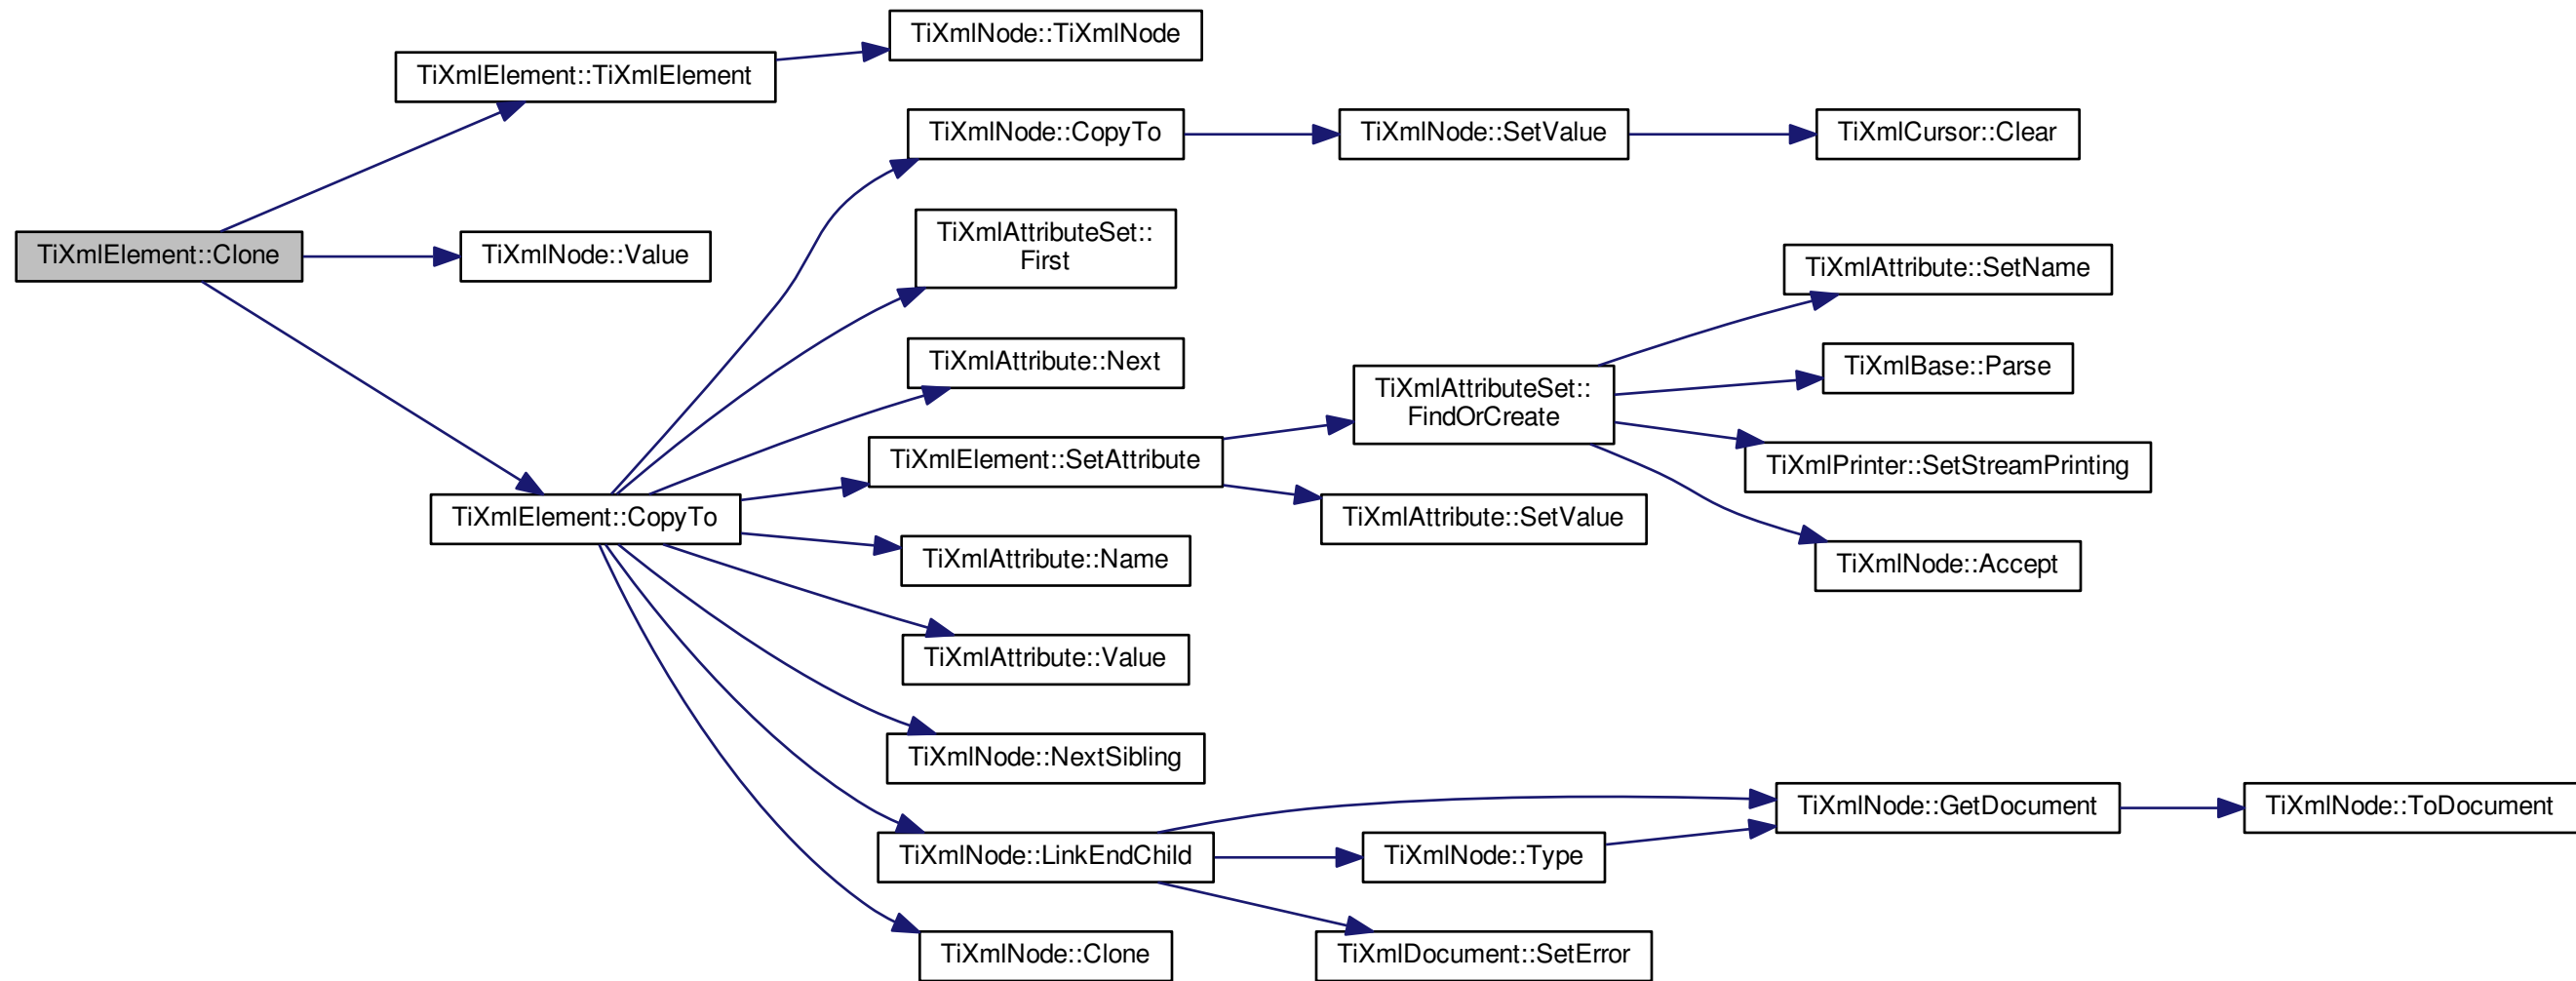 TiXmlNode::TiXmlNode
TiXmlElement::TiXmlElement
TiXmlNode::CopyTo
TiXmlNode::SetValue
TiXmlCursor::Clear
TiXmlAttributeSet::
First
TiXmlElement::Clone
TiXmlNode::Value
TiXmlAttribute::SetName
TiXmlAttribute::Next
TiXmlBase::Parse
TiXmlAttributeSet::
FindOrCreate
TiXmlElement::SetAttribute
TiXmlPrinter::SetStreamPrinting
TiXmlElement::CopyTo
TiXmlAttribute::SetValue
TiXmlAttribute::Name
TiXmlNode::Accept
TiXmlAttribute::Value
TiXmlNode::NextSibling
TiXmlNode::GetDocument
TiXmlNode::ToDocument
TiXmlNode::LinkEndChild
TiXmlNode::Type
TiXmlNode::Clone
TiXmlDocument::SetError